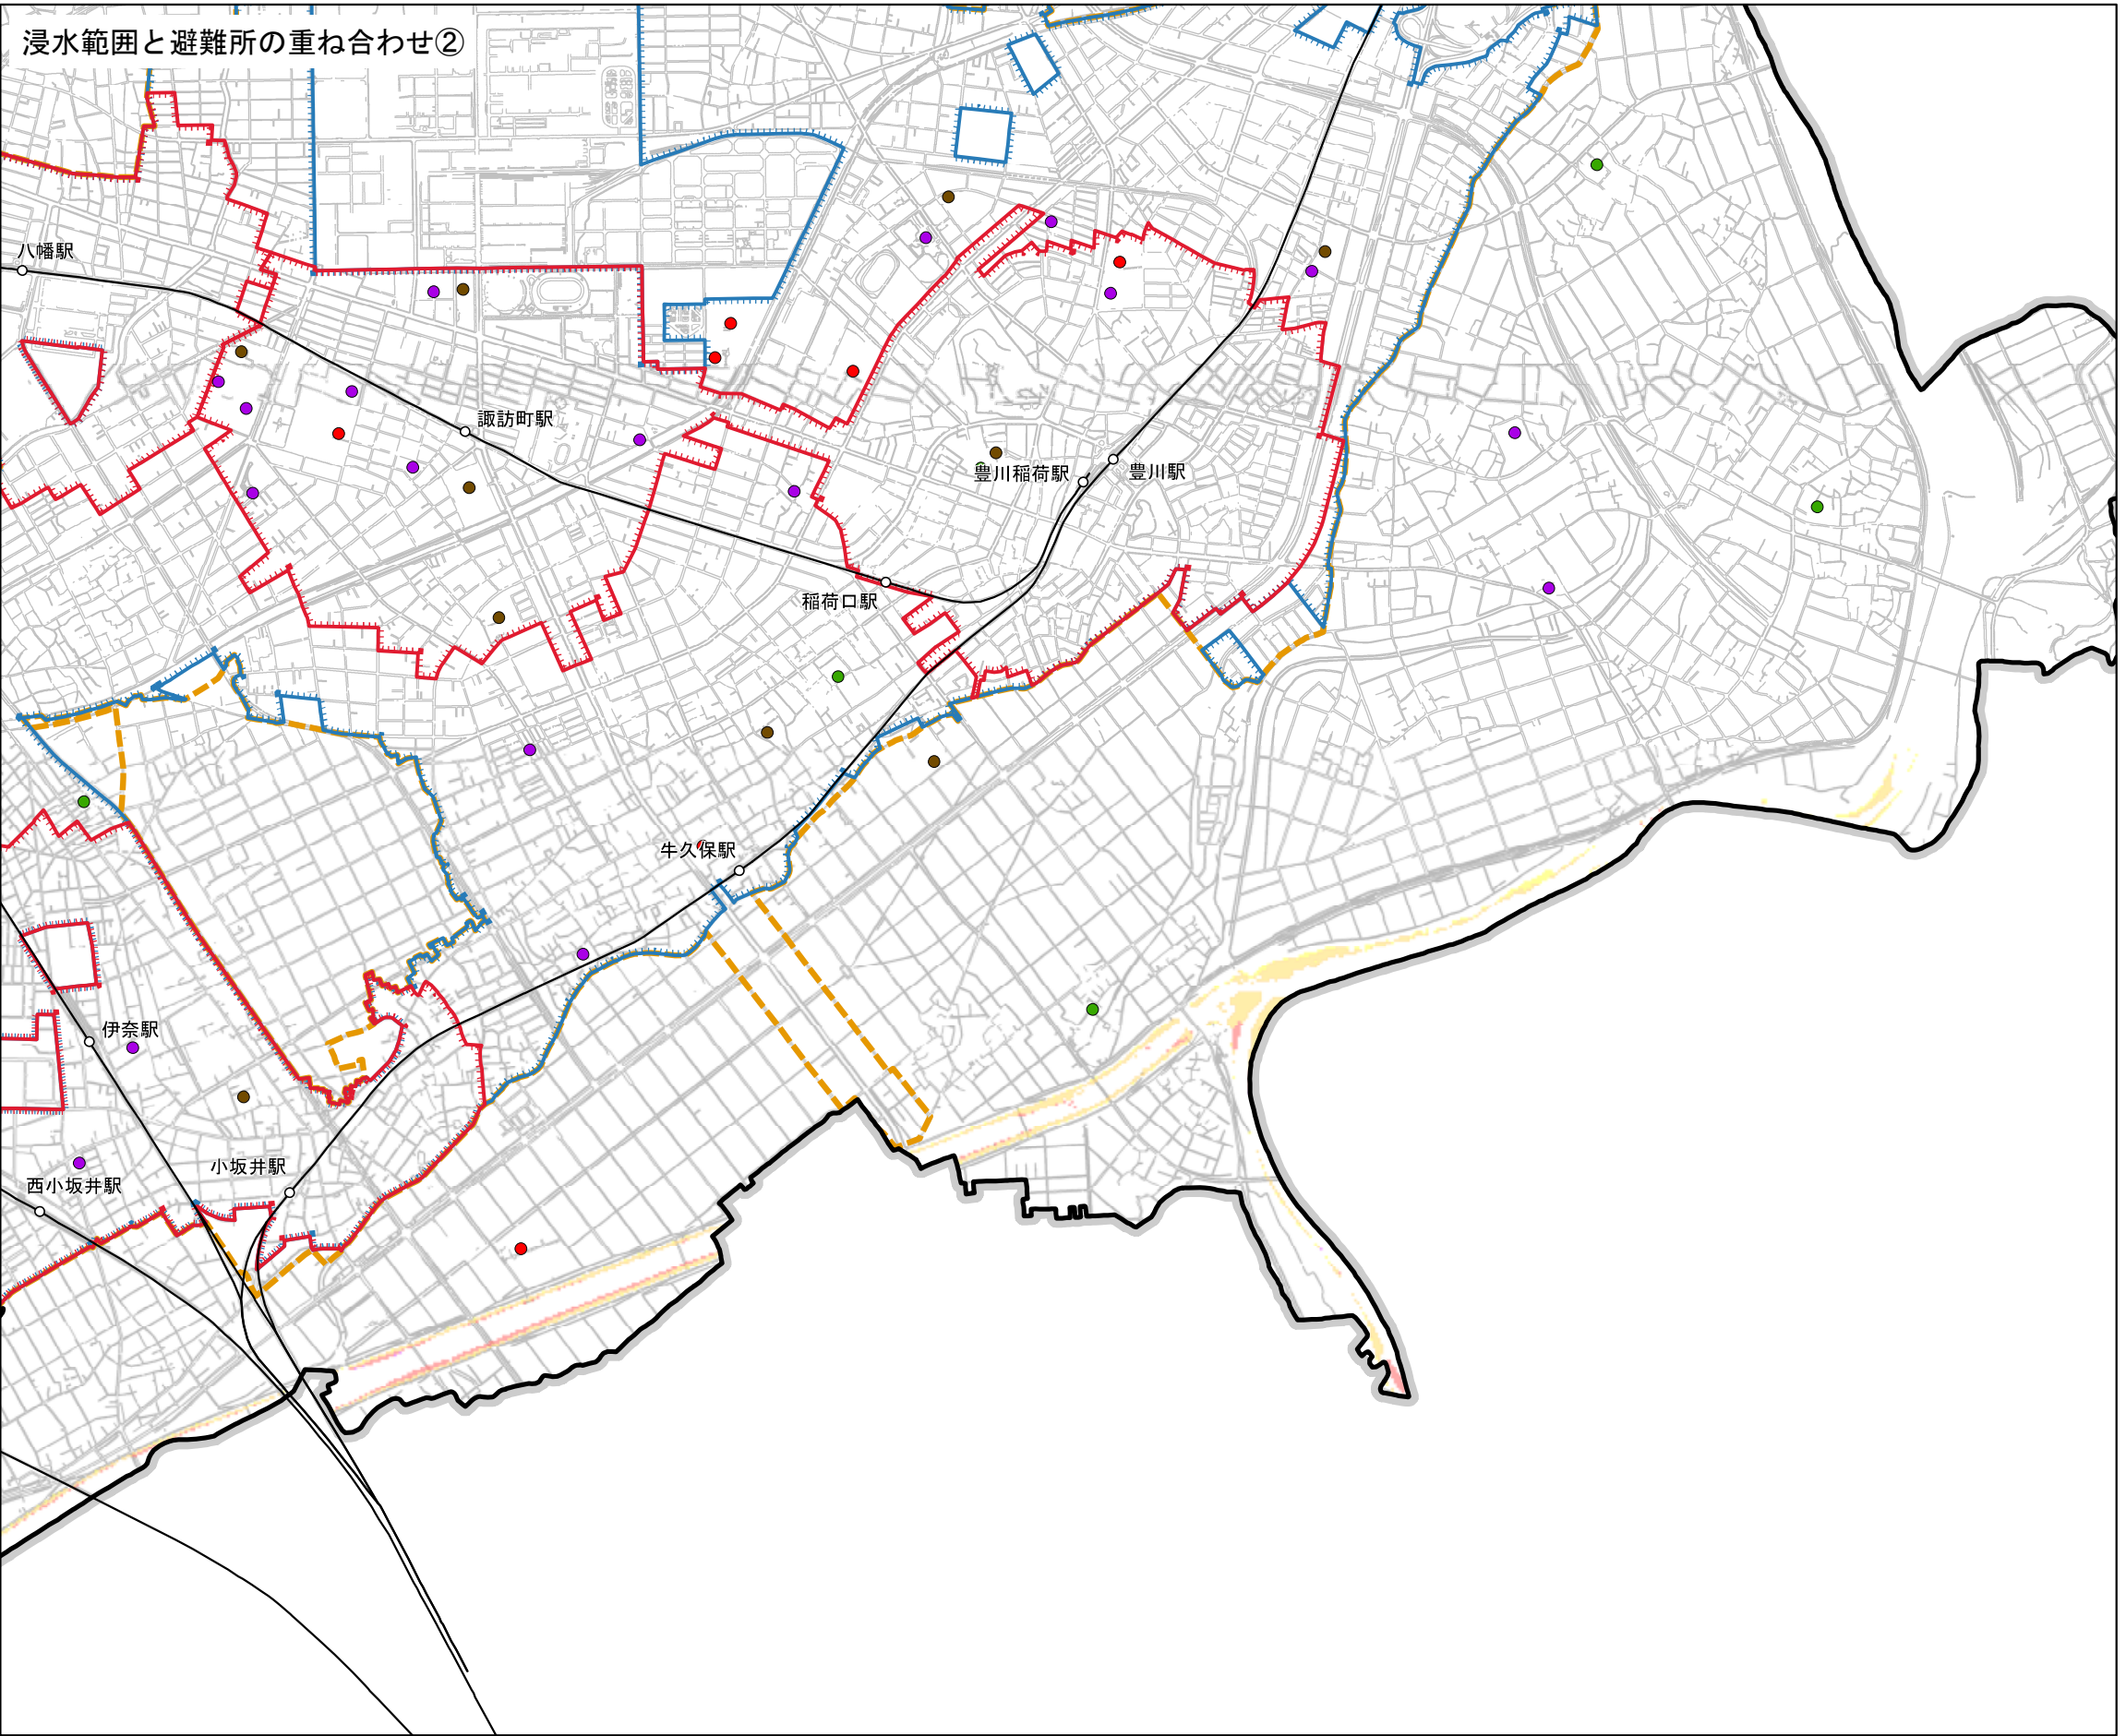 浸水範囲と避難所の重ね合わせ②
八幡駅
諏訪町駅
豊川稲荷駅
豊川駅
稲荷口駅
牛久保駅
伊奈駅
小坂井駅
西小坂井駅